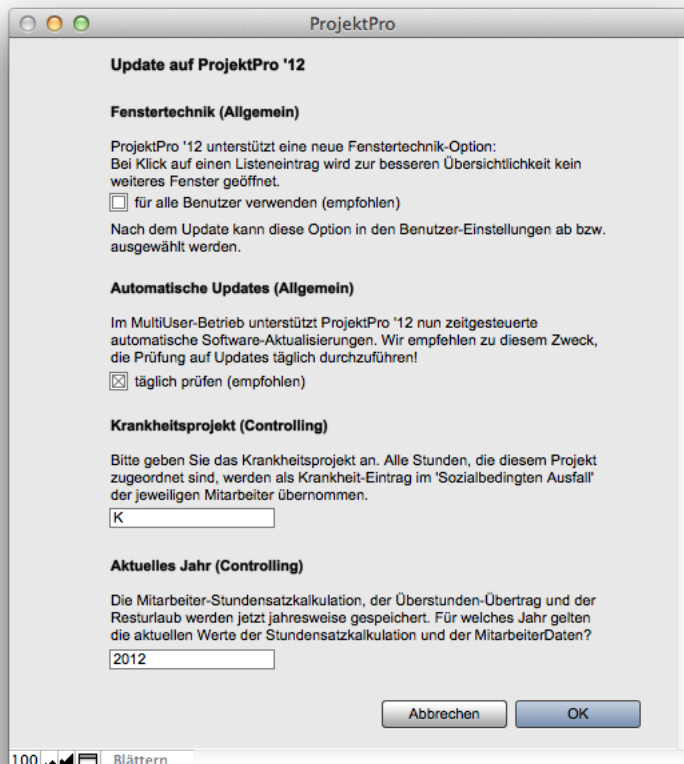 ProjektPro
Update auf ProjektPro '12
Fenstertechnik (Allgemein)
ProjektPro '12 unterstützt eine neue Fenstertechnik-Option:
Bei Klick auf einen Listeneintrag wird zur besseren Übersichtlichkeit kein
weiteres Fenster geöffnet.
für alle Benutzer verwenden (empfohlen)
Nach dem Update kann diese Option in den Benutzer-Einstellungen ab bzw.
ausgewählt werden.
Automatische Updates (Allgemein)
Im MultiUser-Betrieb unterstützt ProjektPro '12 nun zeitgesteuerte
automatische Software-Aktualisierungen. Wir empfehlen zu diesem Zweck,
die Prüfung auf Updates täglich durchzuführen!
täglich prüfen (empfohlen)
Krankheitsprojekt (Controlling)
Bitte geben Sie das Krankheitsprojekt an. Alle Stunden, die diesem Projekt
zugeordnet sind, werden als Krankheit-Eintrag im 'Sozialbedingten Ausfall'
der jeweiligen Mitarbeiter übernommen.
K
Aktuelles Jahr (Controlling)
Die Mitarbeiter-Stundensatzkalkulation, der Überstunden-Übertrag und der
Resturlaub werden jetzt jahresweise gespeichert. Für welches Jahr gelten
die aktuellen Werte der Stundensatzkalkulation und der MitarbeiterDaten?
2012
Abbrechen OK
100 Blättern